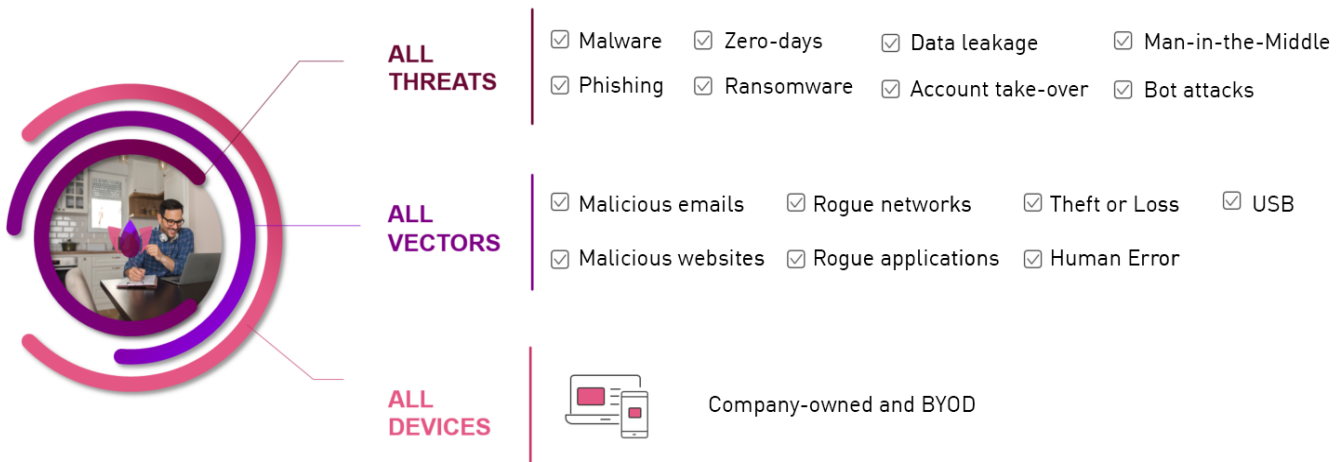 ALL
THREATS
Malware Zero-days Data leakage Man-in-the-Middle
Phishing Ransomware Account take-over Bot attacks
ALL
VECTORS
Malicious emails Rogue networks Theft or Loss USB
Malicious websites Rogue applications Human Error
ALL
DEVICES
Company-owned and BYOD